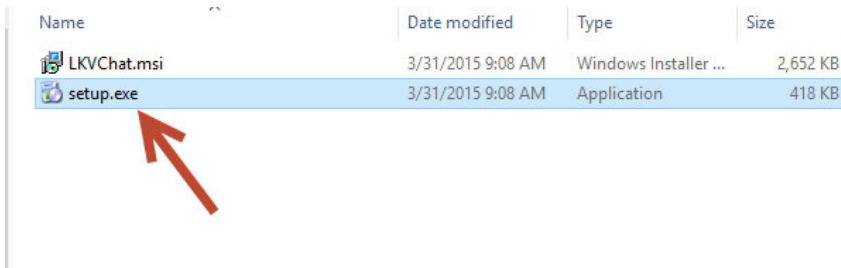 Name Date modified Type Size
LKVChat.msi 3/31/2015 9:08 AM Windows Installer ... 2,652 KB
setup.exe 3/31/2015 9:08 AM Application 418 KB